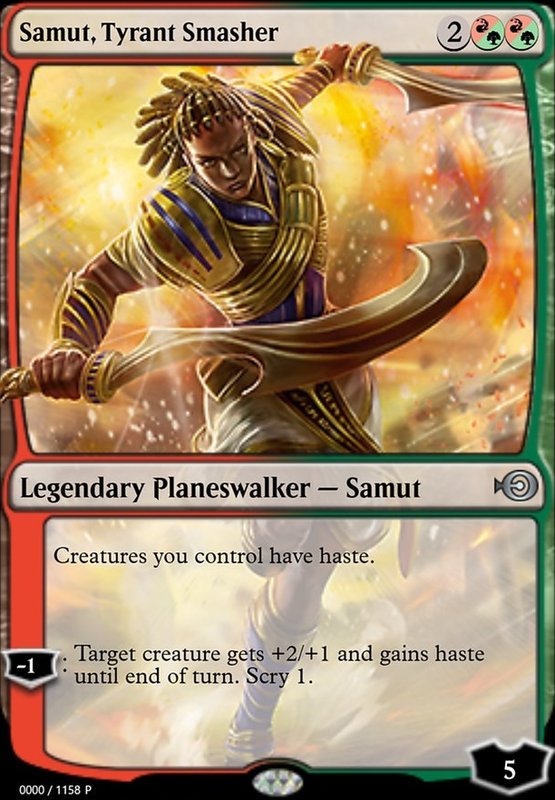 Samut, Tyrant Smasher 2
Legendary Planeswalker — Samut
Creatures you control have haste.
-1 : Target creature gets +2/+1 and gains haste
until end of turn. Scry 1.
5
0000 / 1158 P